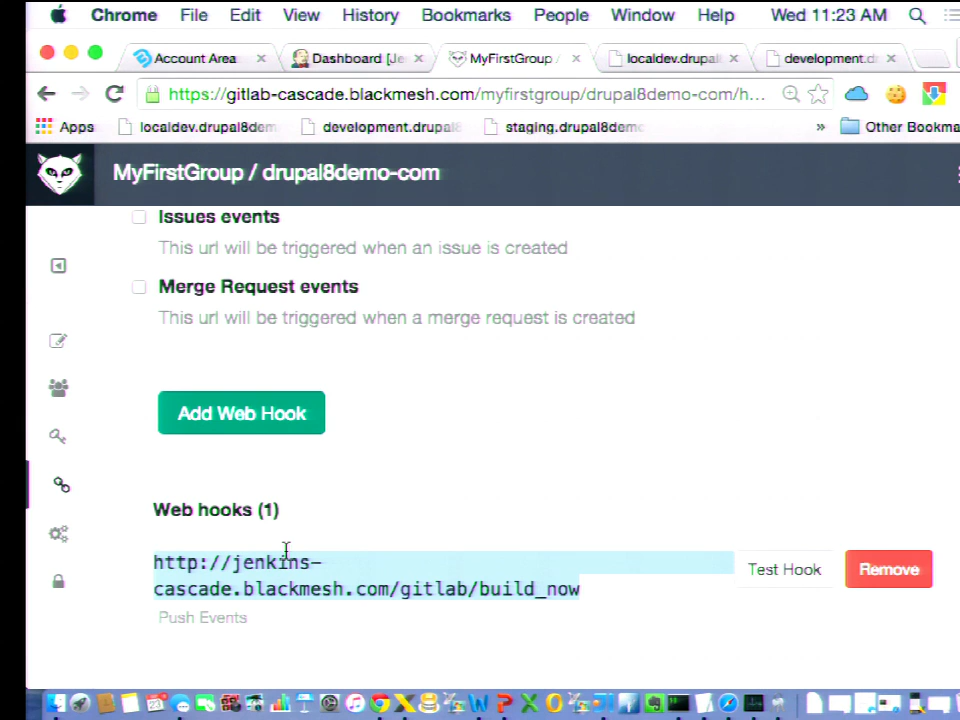 Chrome File Edit View History Bookmarks People Window Help Wed 11:23 AM
Account Area Dashboard [Je MyFirstGroup / localdev.drupal development.d
https://gitlab-cascade.blackmesh.com/myfirstgroup/drupal8demo-com/h...
Apps localdev.drupal8dem development.drupal staging.drupal8demo » Other Bookma
MyFirstGroup / drupal8demo-com
Issues events
This url will be triggered when an issue is created
Merge Request events
This url will be triggered when a merge request is created
Add Web Hook
Web hooks (1)
http://jenkins-
cascade.blackmesh.com/gitlab/build_now
Test Hook
Remove
Push Events